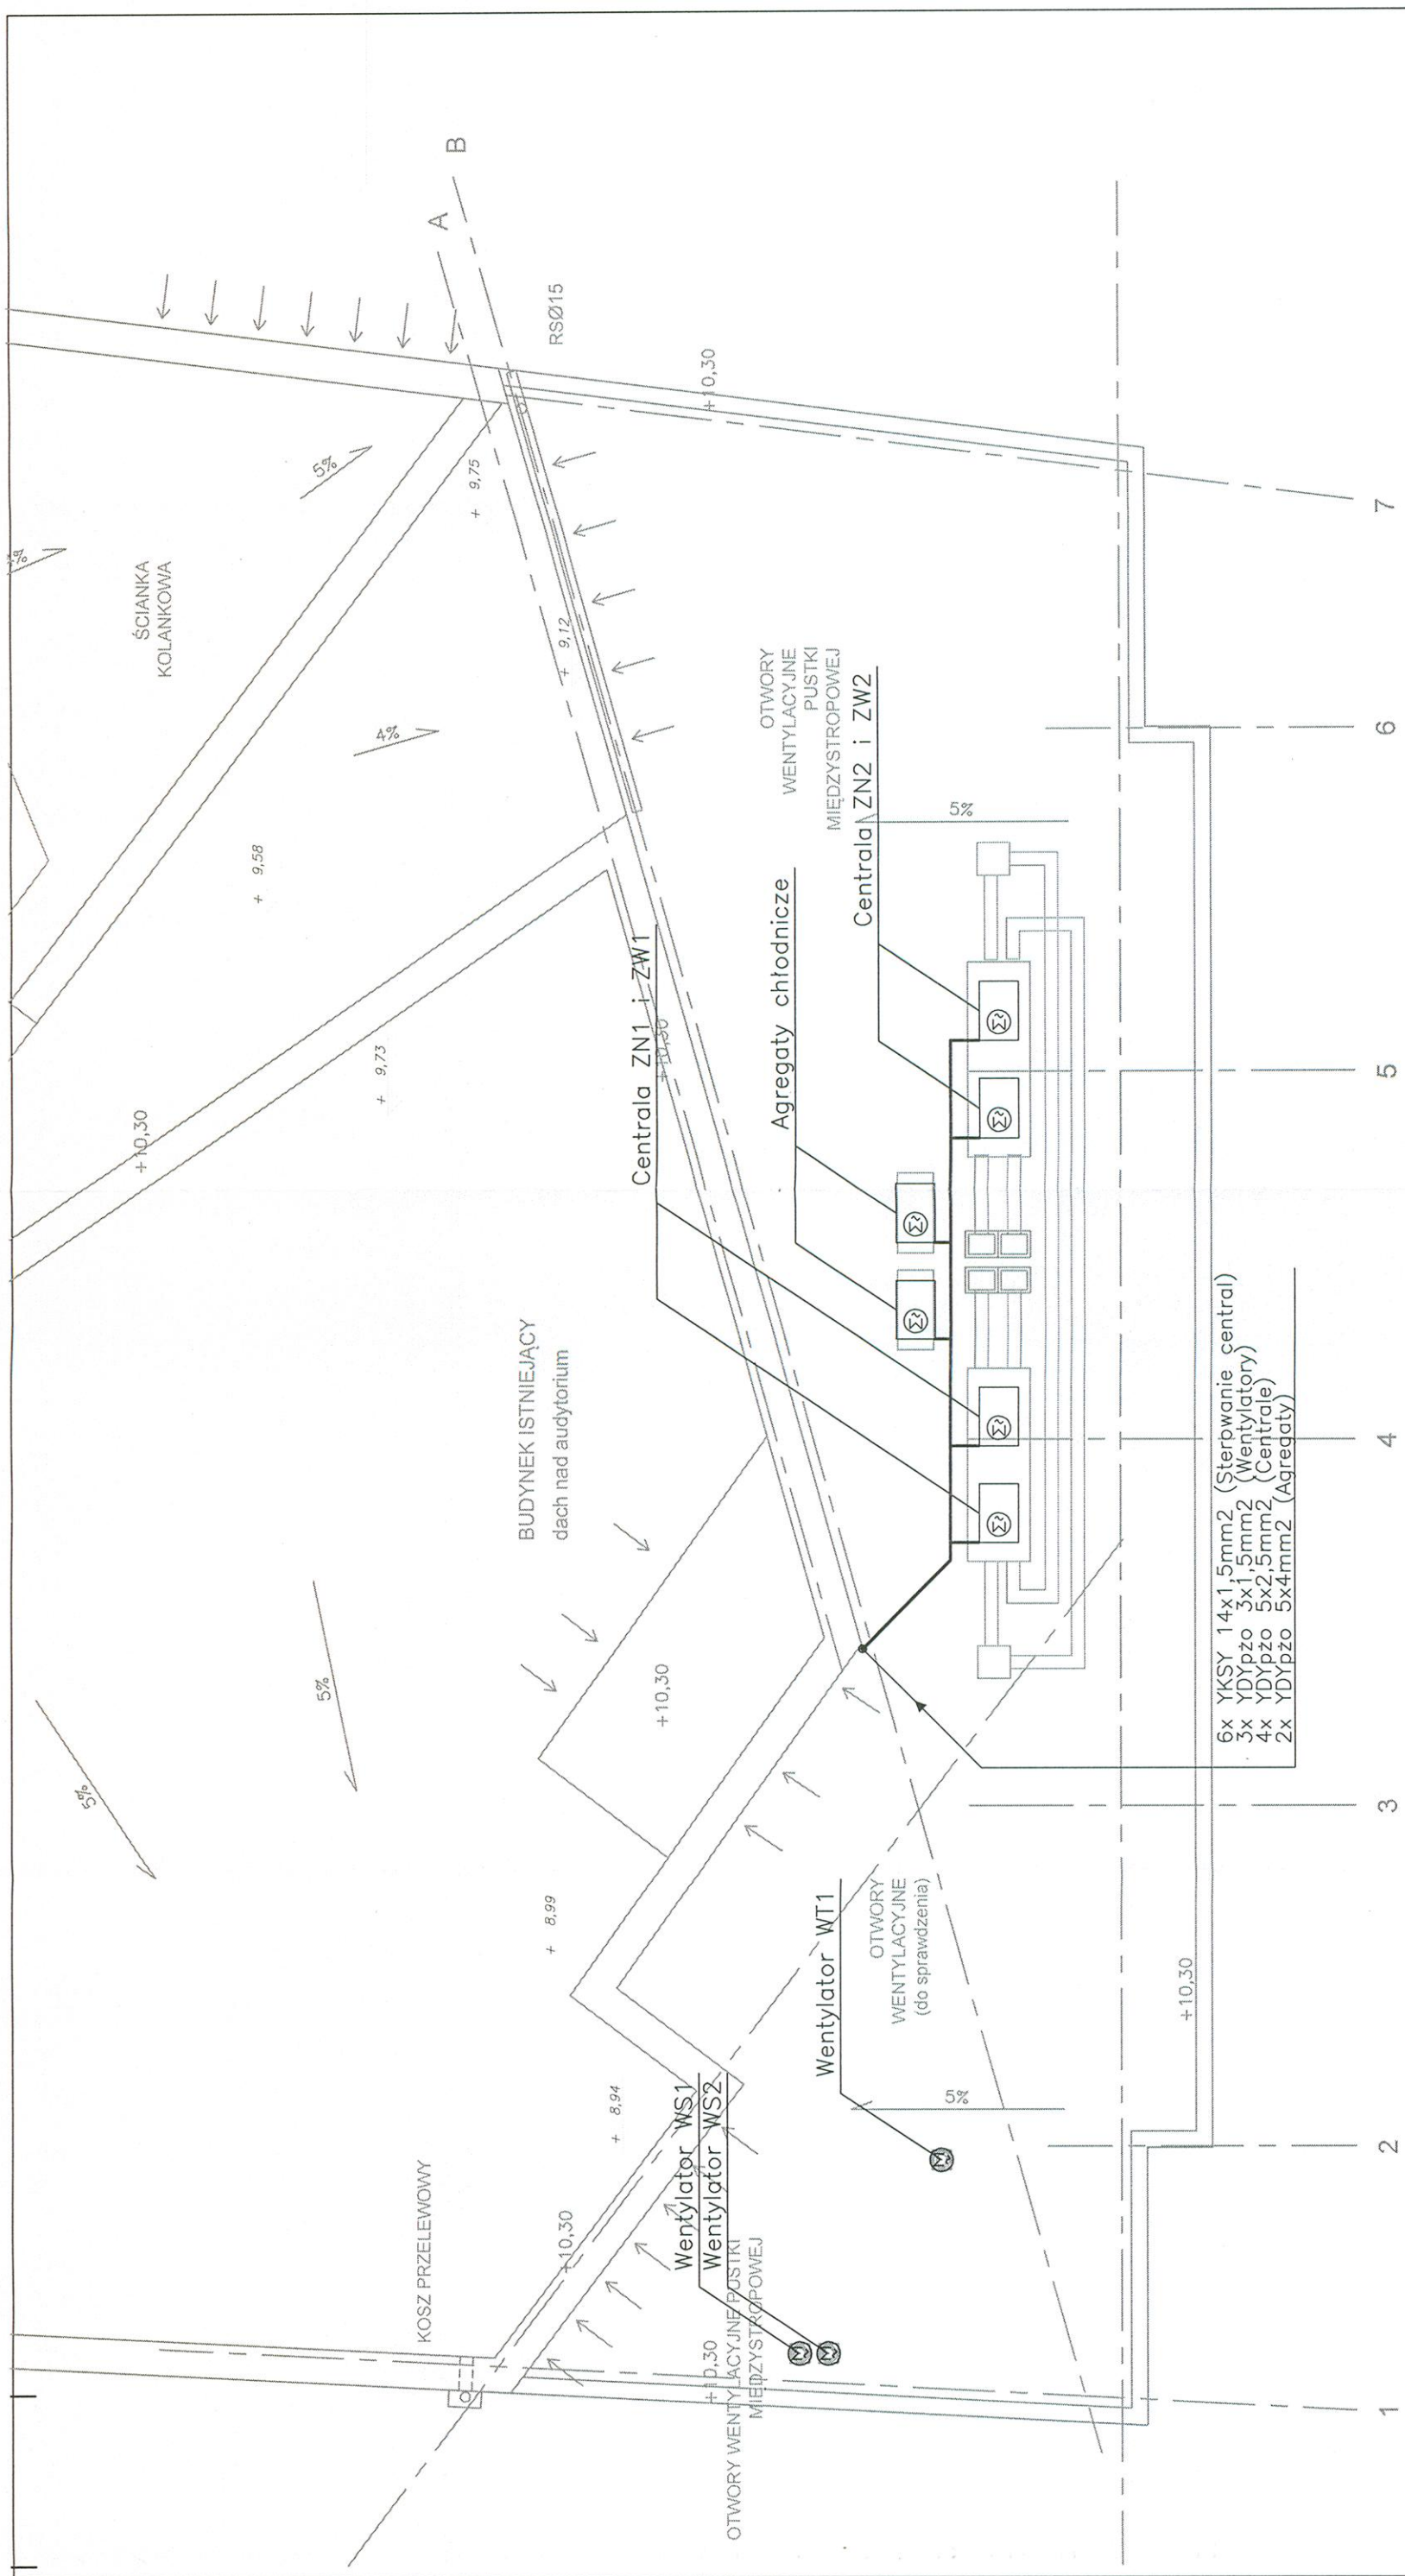 B
A
RSØ15
+10,30
5%
+ 9,75
ŚCIANKA
KOLANKOWA
+ 9,12
4%
+ 9,58
+ 9,73
+10,30
OTWORY
WENTYLACYJNE
PUSTKI
MIĘDZYSTROPOWEJ
Centrala ZN2 i ZW2
5%
Agregaty chłodnicze
Centrala ZN1 i ZW1
+10,30
BUDYNEK ISTNIEJĄCY
dach nad audytorium
+10,30
5%
5%
+ 8,99
+ 8,94
KOSZ PRZELEWOWY
+10,30
Wentylator WS1
Wentylator WS2
OTWORY WENTYLACYJNE PUSTKI
MIĘDZYSTROPOWEJ
+10,30
Wentylator WT1
OTWORY
WENTYLACYJNE
(do sprawdzenia)
5%
+10,30
6x YKSY 14x1,5mm2 (Sterowanie central)
3x YDYpżo 3x1,5mm2 (Wentylatory)
4x YDYpżo 5x2,5mm2 (Centrale)
2x YDYpżo 5x4mm2 (Agregaty)
1
2
3
4
5
6
7